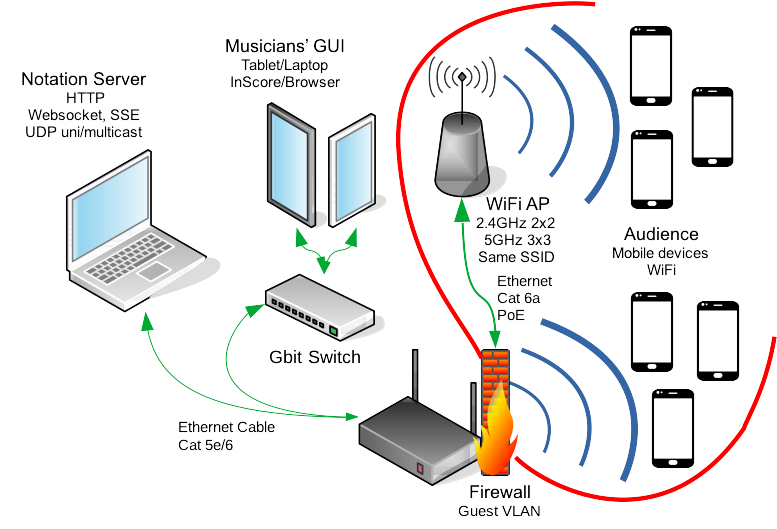 Musicians’ GUI
Tablet/Laptop
InScore/Browser
Notation Server
HTTP
Websocket, SSE
UDP uni/multicast
WiFi AP
2.4GHz 2x2
5GHz 3x3
Same SSID
Audience
Mobile devices
WiFi
Ethernet
Cat 6a
PoE
Gbit Switch
Ethernet Cable
Cat 5e/6
Firewall
Guest VLAN